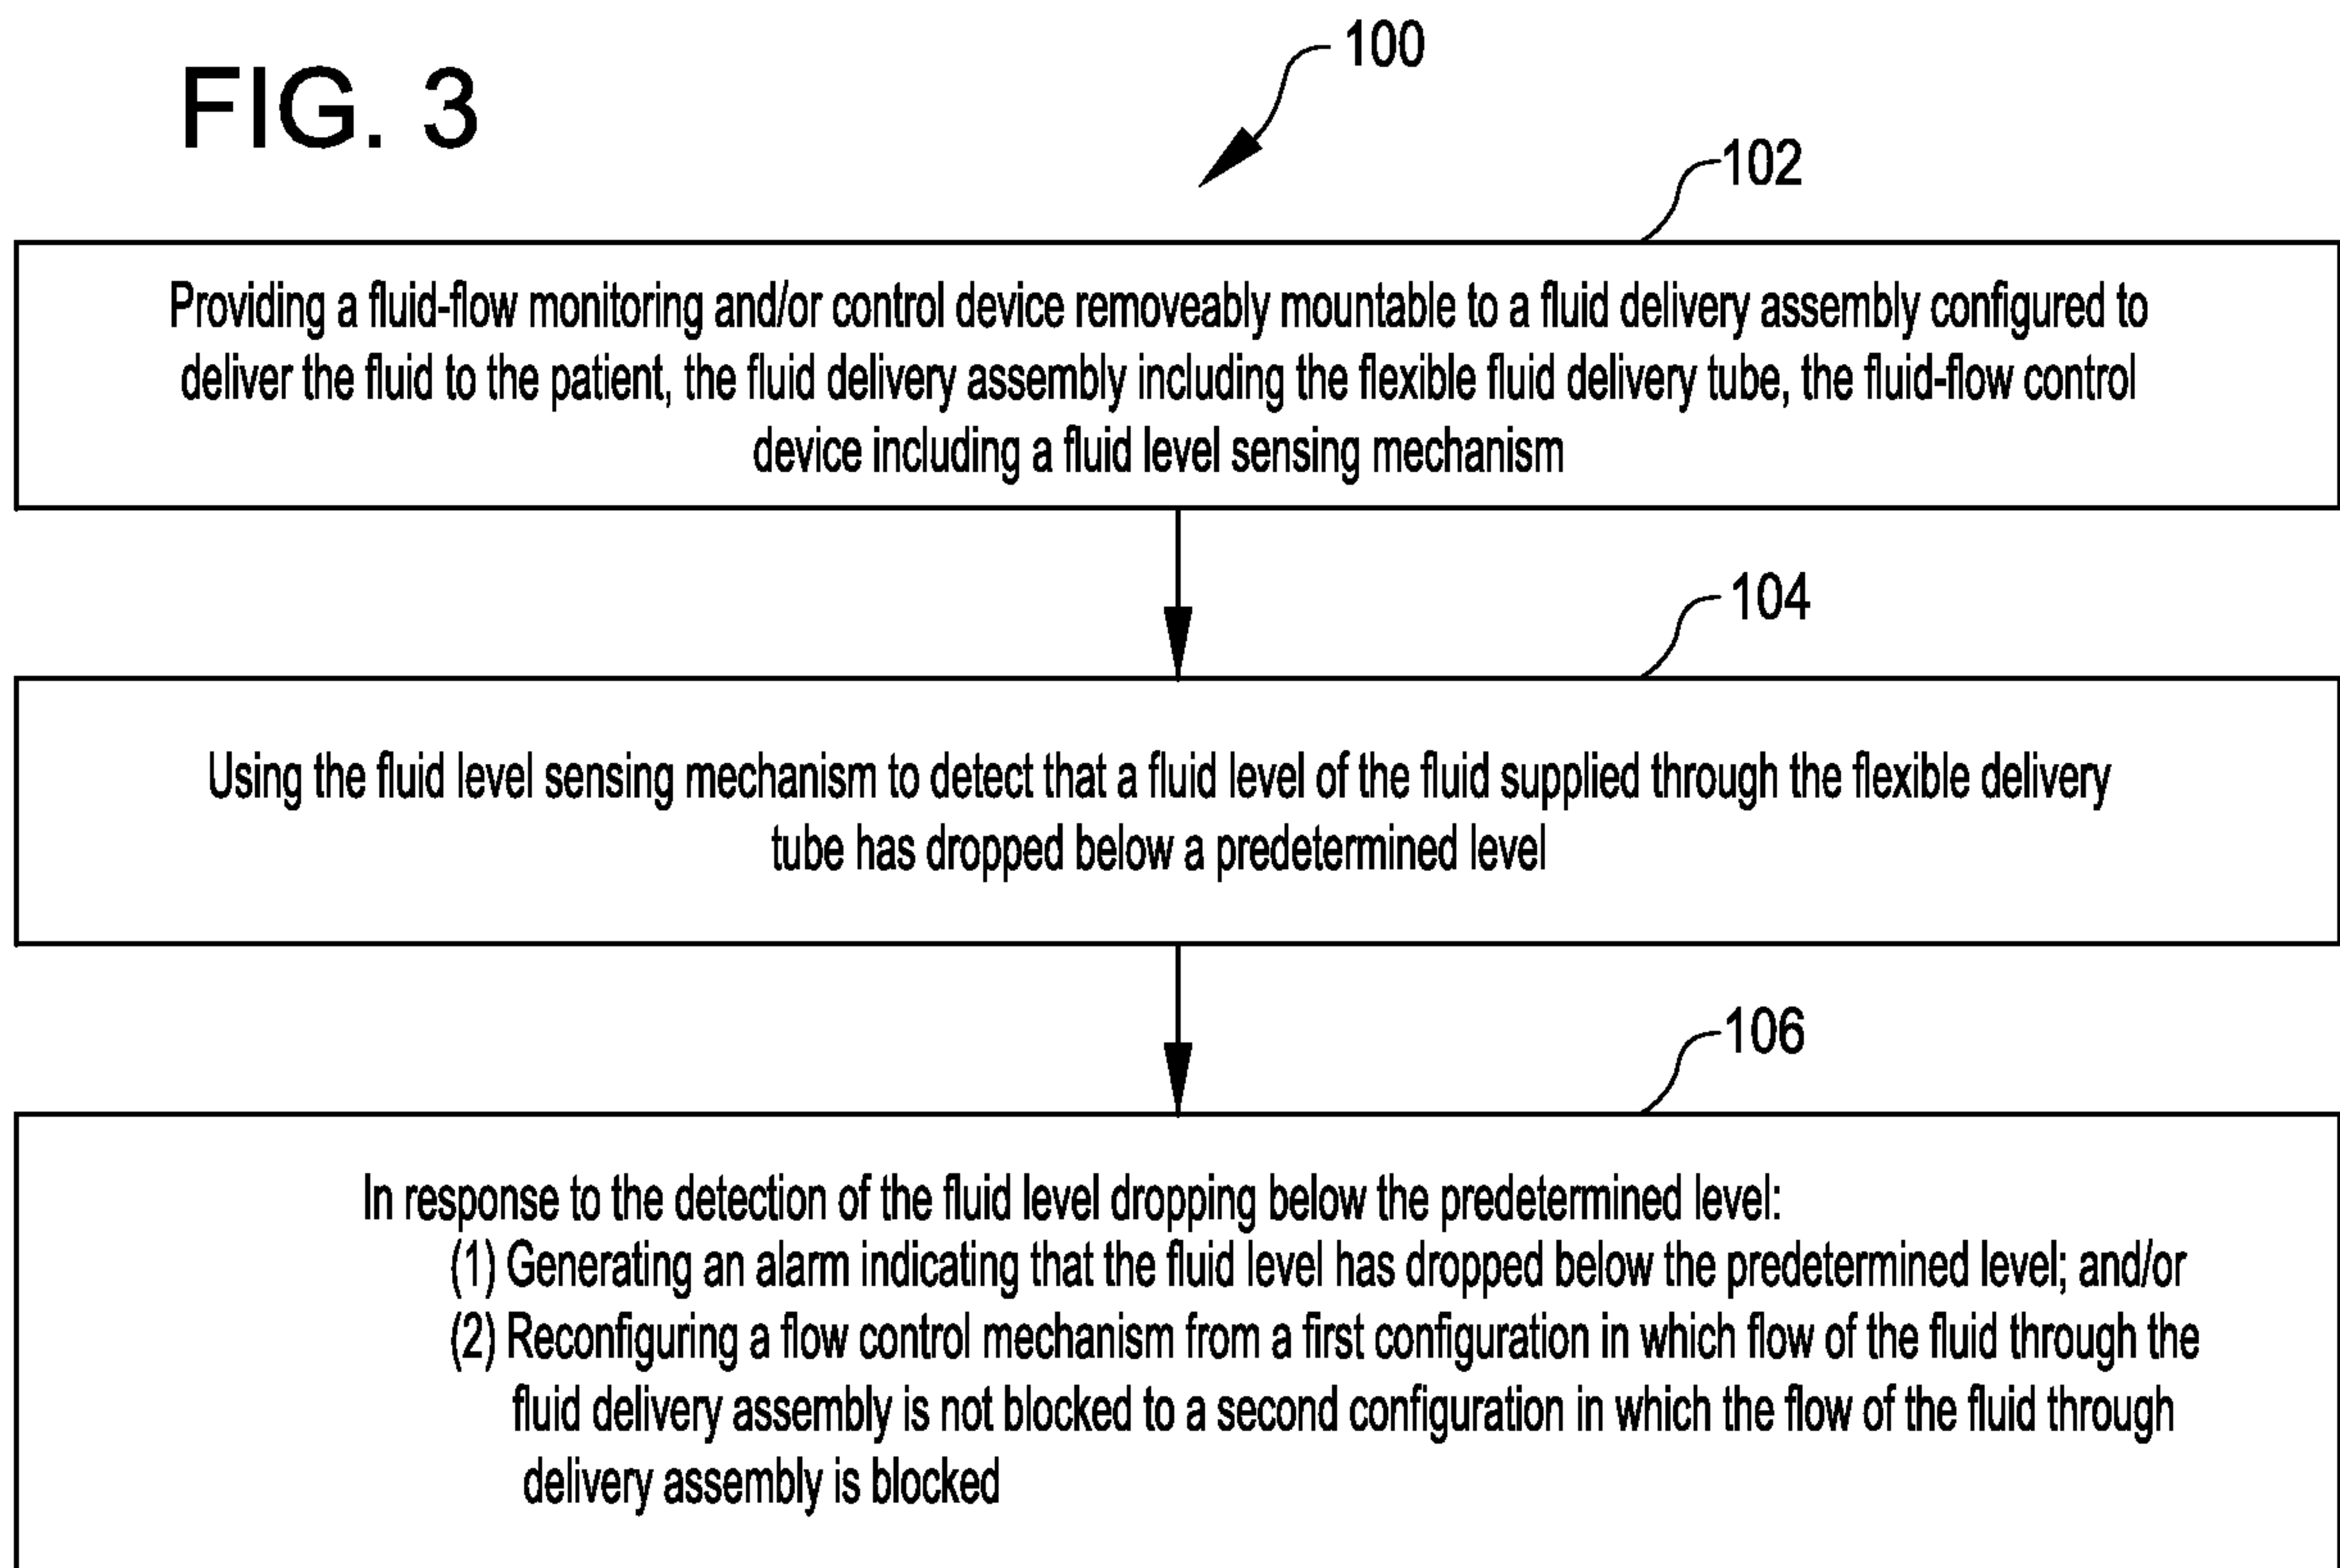 FIG. 3
100
102
Providing a fluid-flow monitoring and/or control device removeably mountable to a fluid delivery assembly configured to
deliver the fluid to the patient, the fluid delivery assembly including the flexible fluid delivery tube, the fluid-flow control
device including a fluid level sensing mechanism
104
Using the fluid level sensing mechanism to detect that a fluid level of the fluid supplied through the flexible delivery
tube has dropped below a predetermined level
106
In response to the detection of the fluid level dropping below the predetermined level:
(1) Generating an alarm indicating that the fluid level has dropped below the predetermined level; and/or
(2) Reconfiguring a flow control mechanism from a first configuration in which flow of the fluid through the
fluid delivery assembly is not blocked to a second configuration in which the flow of the fluid through
delivery assembly is blocked